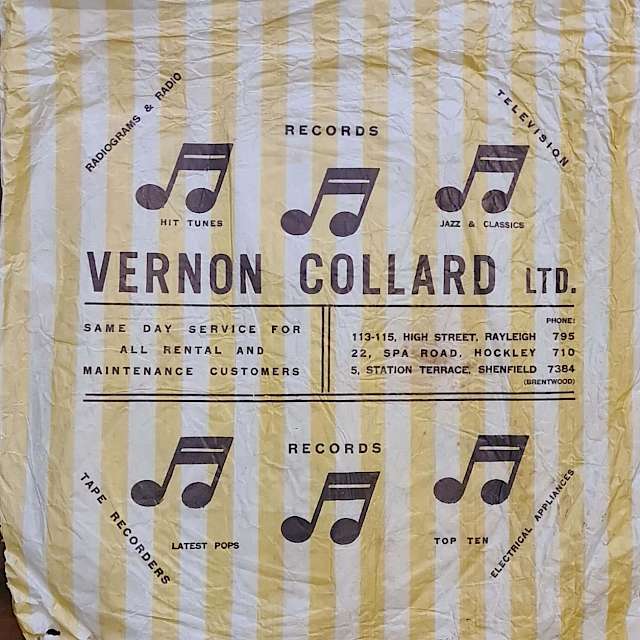 RADIOGRAMS & RADIO
RECORDS
TELEVISION
HIT TUNES
JAZZ & CLASSICS
VERNON COLLARD LTD.
SAME DAY SERVICE FOR
ALL RENTAL AND
MAINTENANCE CUSTOMERS
PHONE:
113-115, HIGH STREET, RAYLEIGH 795
22, SPA ROAD, HOCKLEY 710
5, STATION TERRACE, SHENFIELD 7384
(BRENTWOOD)
TAPE RECORDERS
RECORDS
ELECTRICAL APPLIANCES
LATEST POPS
TOP TEN